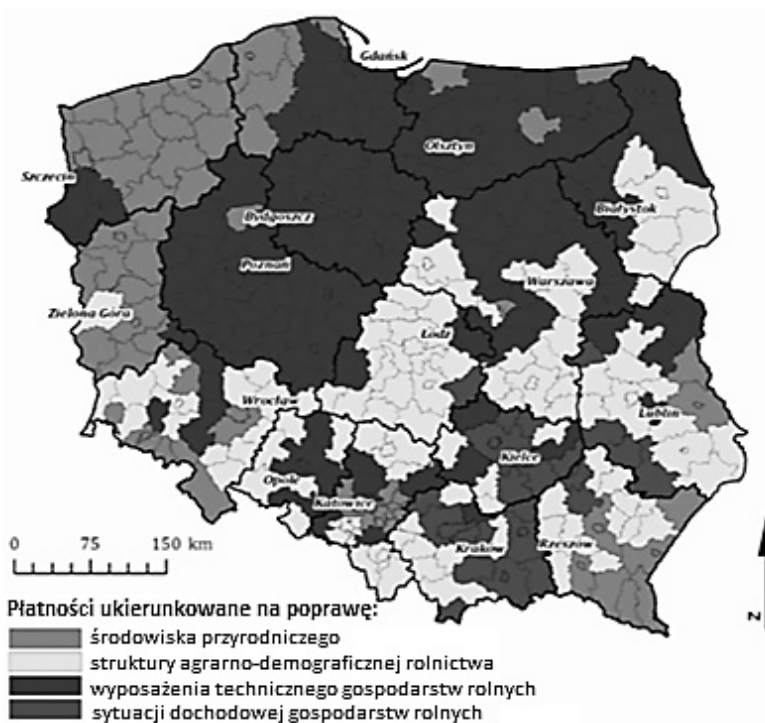 Gdańsk
Olsztyn
Szczecin
Białystok
Bydgoszcz
Poznań
Warszawa
Zielona Góra
Łódź
Wrocław
Lublin
Kielce
Opole
Katowice
Kraków
Rzeszów
0 75 150 km
N
Płatności ukierunkowane na poprawę:
środowiska przyrodniczego
struktury agrarno-demograficznej rolnictwa
wyposażenia technicznego gospodarstw rolnych
sytuacji dochodowej gospodarstw rolnych